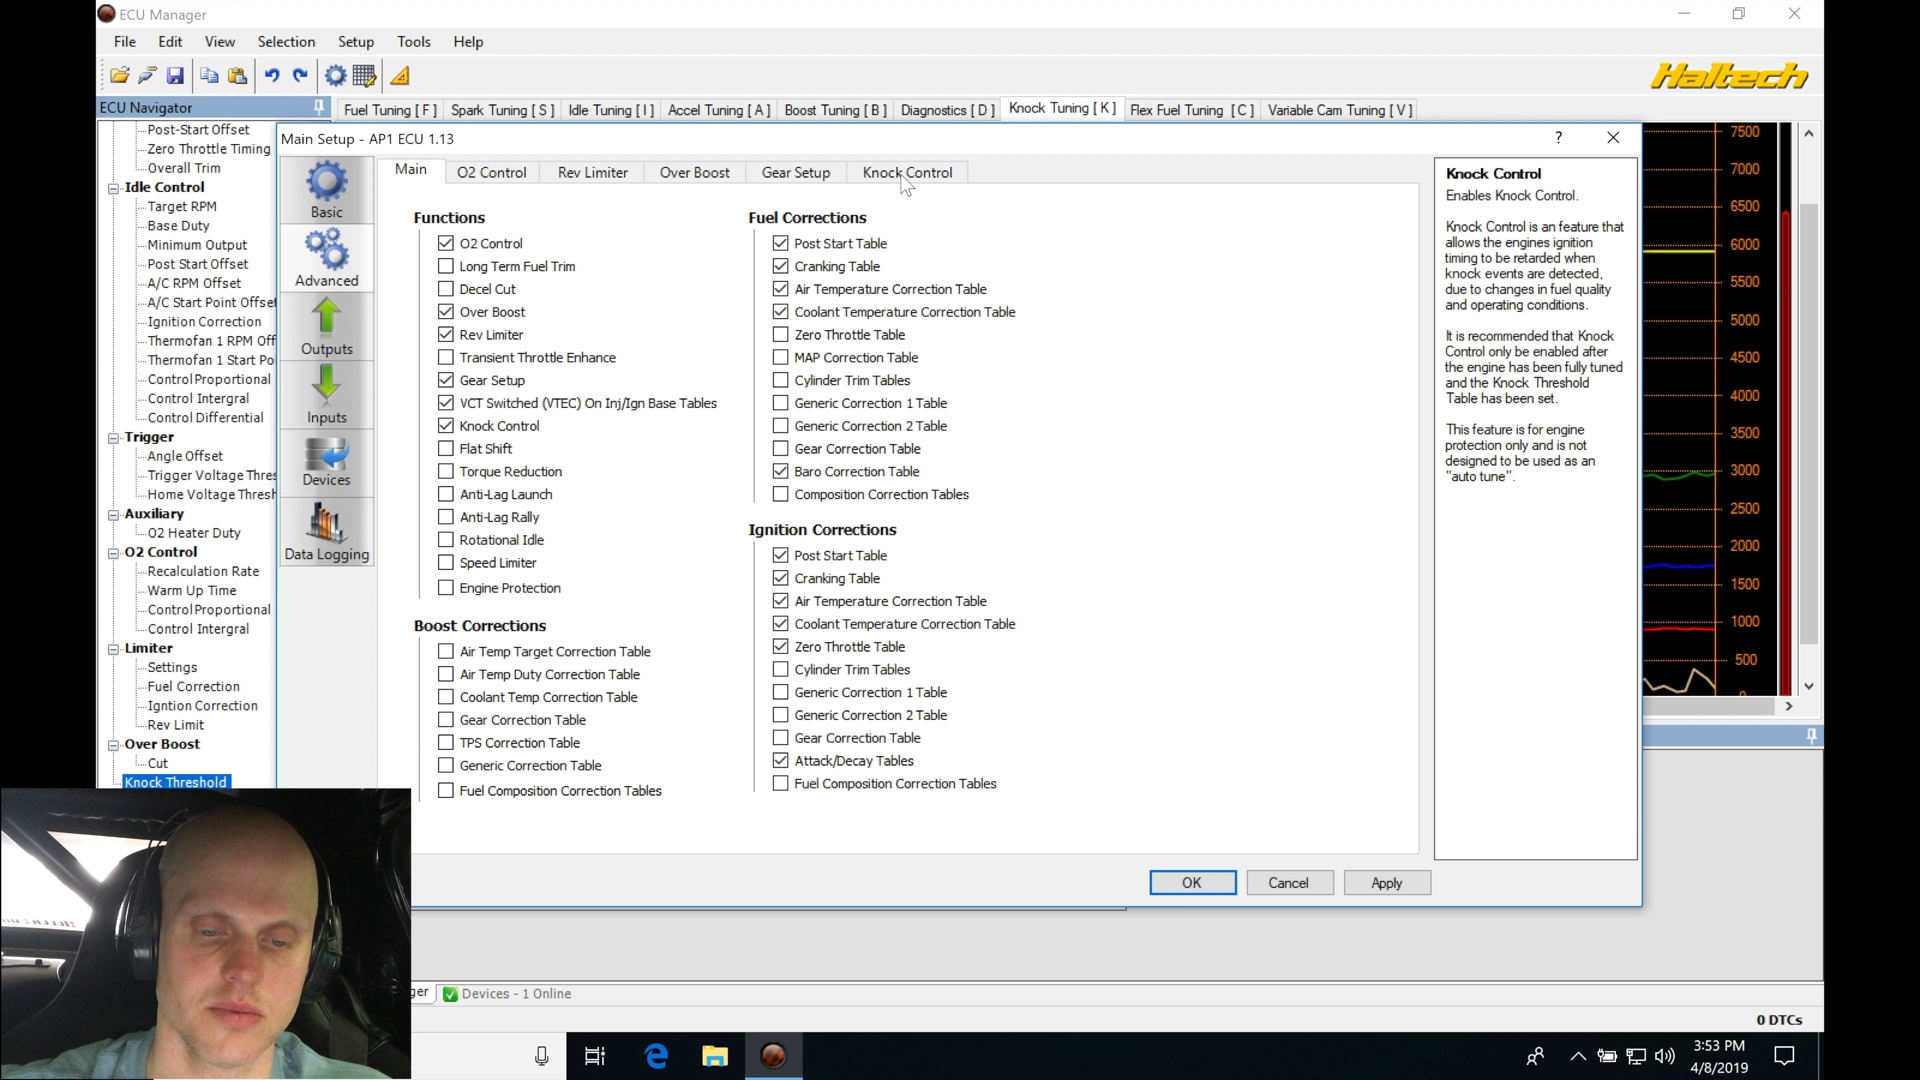 ECU Manager
File Edit View Selection Setup Tools Help
Haltech
ECU Navigator
Fuel Tuning [ F ] Spark Tuning [ S ] Idle Tuning [ I ] Accel Tuning [ A ] Boost Tuning [ B ] Diagnostics [ D ] Knock Tuning [ K ] Flex Fuel Tuning [ C ] Variable Cam Tuning [ V ]
Post-Start Offset
Zero Throttle Timing
Overall Trim
Idle Control
Target RPM
Base Duty
Minimum Output
Post Start Offset
A/C RPM Offset
A/C Start Point Offset
Ignition Correction
Thermofan 1 RPM Off
Thermofan 1 Start Po
Control Proportional
Control Intergral
Control Differential
Trigger
Angle Offset
Trigger Voltage Thres
Home Voltage Thresh
Auxiliary
O2 Heater Duty
O2 Control
Recalculation Rate
Warm Up Time
Control Proportional
Control Intergral
Limiter
Settings
Fuel Correction
Igntion Correction
Rev Limit
Over Boost
Cut
Knock Threshold
Main Setup - AP1 ECU 1.13
?
Basic
Advanced
Outputs
Inputs
Devices
Data Logging
Main O2 Control Rev Limiter Over Boost Gear Setup Knock Control
Functions
O2 Control
Long Term Fuel Trim
Decel Cut
Over Boost
Rev Limiter
Transient Throttle Enhance
Gear Setup
VCT Switched (VTEC) On Inj/Ign Base Tables
Knock Control
Flat Shift
Torque Reduction
Anti-Lag Launch
Anti-Lag Rally
Rotational Idle
Speed Limiter
Engine Protection
Boost Corrections
Air Temp Target Correction Table
Air Temp Duty Correction Table
Coolant Temp Correction Table
Gear Correction Table
TPS Correction Table
Generic Correction Table
Fuel Composition Correction Tables
Fuel Corrections
Post Start Table
Cranking Table
Air Temperature Correction Table
Coolant Temperature Correction Table
Zero Throttle Table
MAP Correction Table
Cylinder Trim Tables
Generic Correction 1 Table
Generic Correction 2 Table
Gear Correction Table
Baro Correction Table
Composition Correction Tables
Ignition Corrections
Post Start Table
Cranking Table
Air Temperature Correction Table
Coolant Temperature Correction Table
Zero Throttle Table
Cylinder Trim Tables
Generic Correction 1 Table
Generic Correction 2 Table
Gear Correction Table
Attack/Decay Tables
Fuel Composition Correction Tables
Knock Control
Enables Knock Control.
Knock Control is an feature that
allows the engines ignition
timing to be retarded when
knock events are detected,
due to changes in fuel quality
and operating conditions.
It is recommended that Knock
Control only be enabled after
the engine has been fully tuned
and the Knock Threshold
Table has been set.
This feature is for engine
protection only and is not
designed to be used as an
"auto tune".
OK Cancel Apply
7500
7000
6500
6000
5500
5000
4500
4000
3500
3000
2500
2000
1500
1000
500
ger
Devices - 1 Online
0 DTCs
3:53 PM
4/8/2019